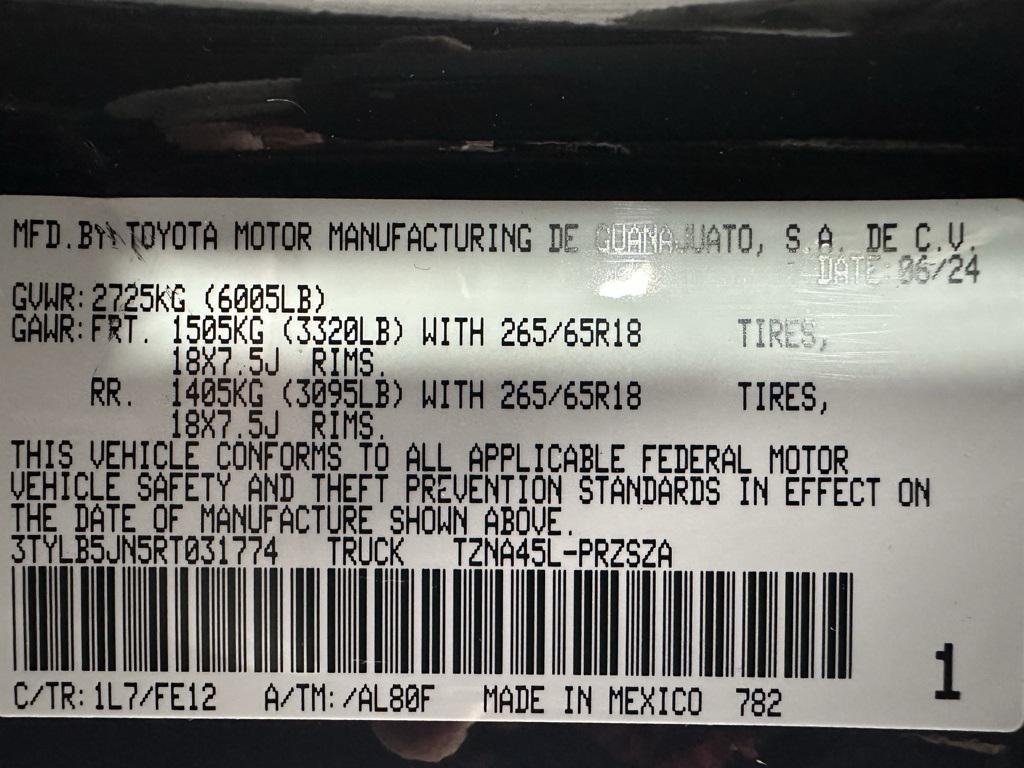 MFD.BY: TOYOTA MOTOR MANUFACTURING DE GUANAJUATO, S.A. DE C.V.
DATE:06/24
GVWR:2725KG (6005LB)
GAWR:FRT. 1505KG (3320LB) WITH 265/65R18 TIRES,
18X7.5J RIMS.
RR. 1405KG (3095LB) WITH 265/65R18 TIRES,
18X7.5J RIMS.
THIS VEHICLE CONFORMS TO ALL APPLICABLE FEDERAL MOTOR
VEHICLE SAFETY AND THEFT PREVENTION STANDARDS IN EFFECT ON
THE DATE OF MANUFACTURE SHOWN ABOVE.
3TYLB5JN5RT031774 TRUCK TZNA45L-PRZSZA
C/TR:1L7/FE12 A/TM:/AL80F MADE IN MEXICO 782
1